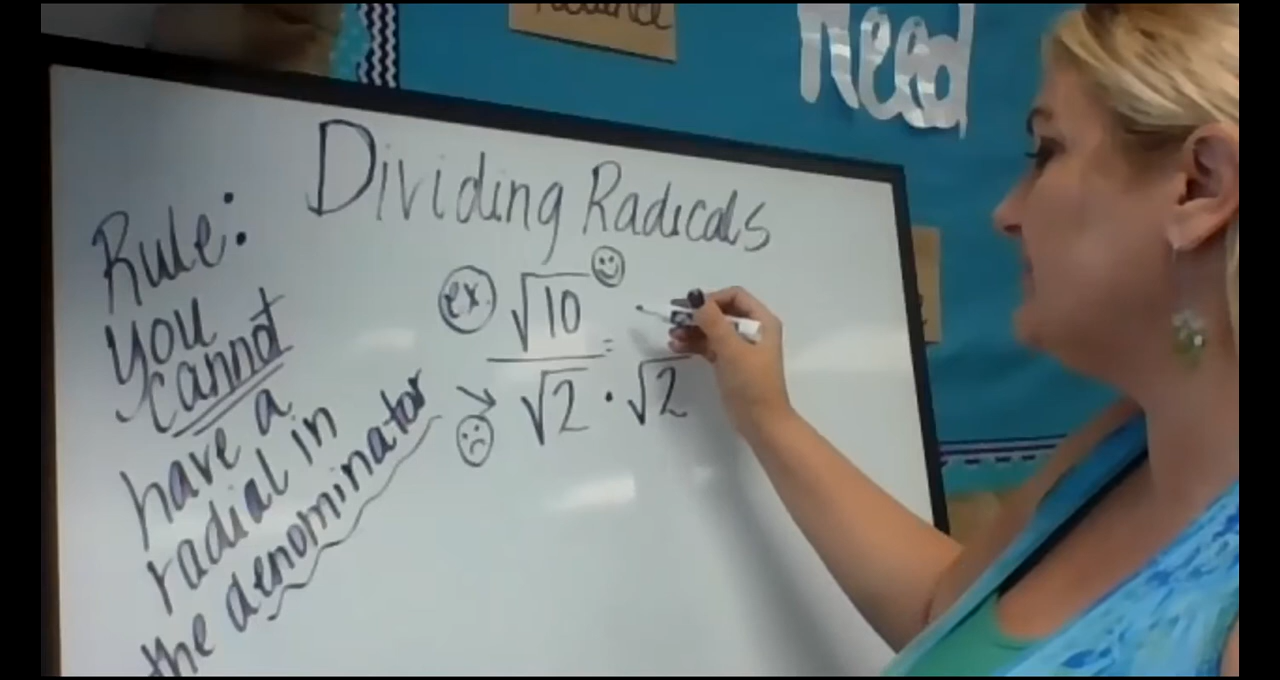 Need
Dividing Radicals
Rule:
you
cannot
have a
radial in
the denominator
ex.
√10
=
√2 · √2